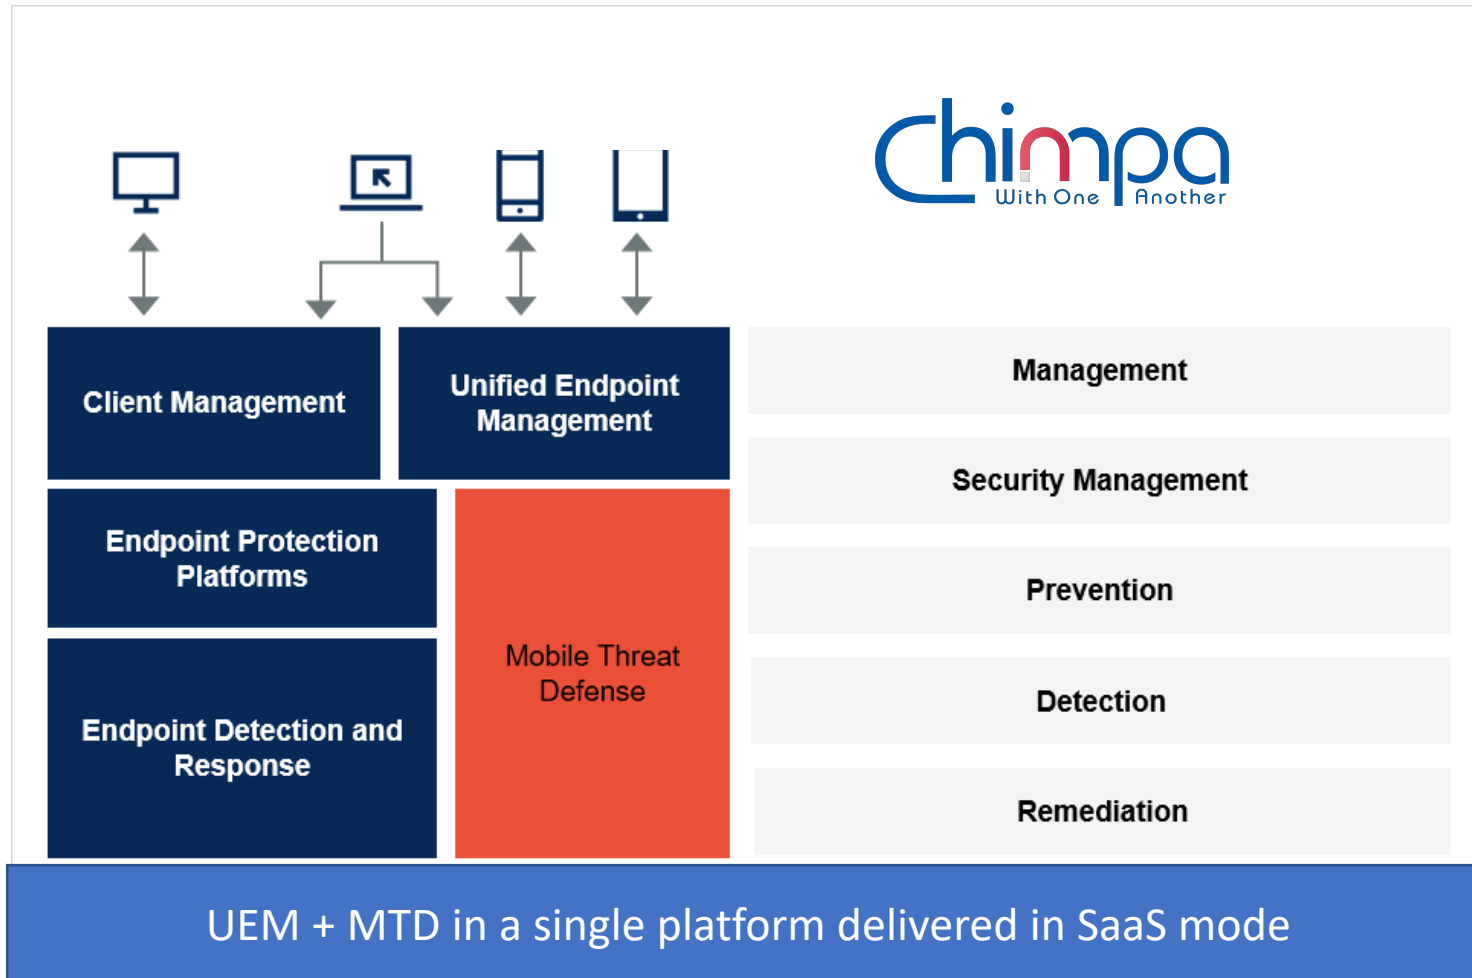 Chimpa
With One Another
Client Management
Unified Endpoint
Management
Endpoint Protection
Platforms
Mobile Threat
Defense
Endpoint Detection and
Response
Management
Security Management
Prevention
Detection
Remediation
UEM + MTD in a single platform delivered in SaaS mode